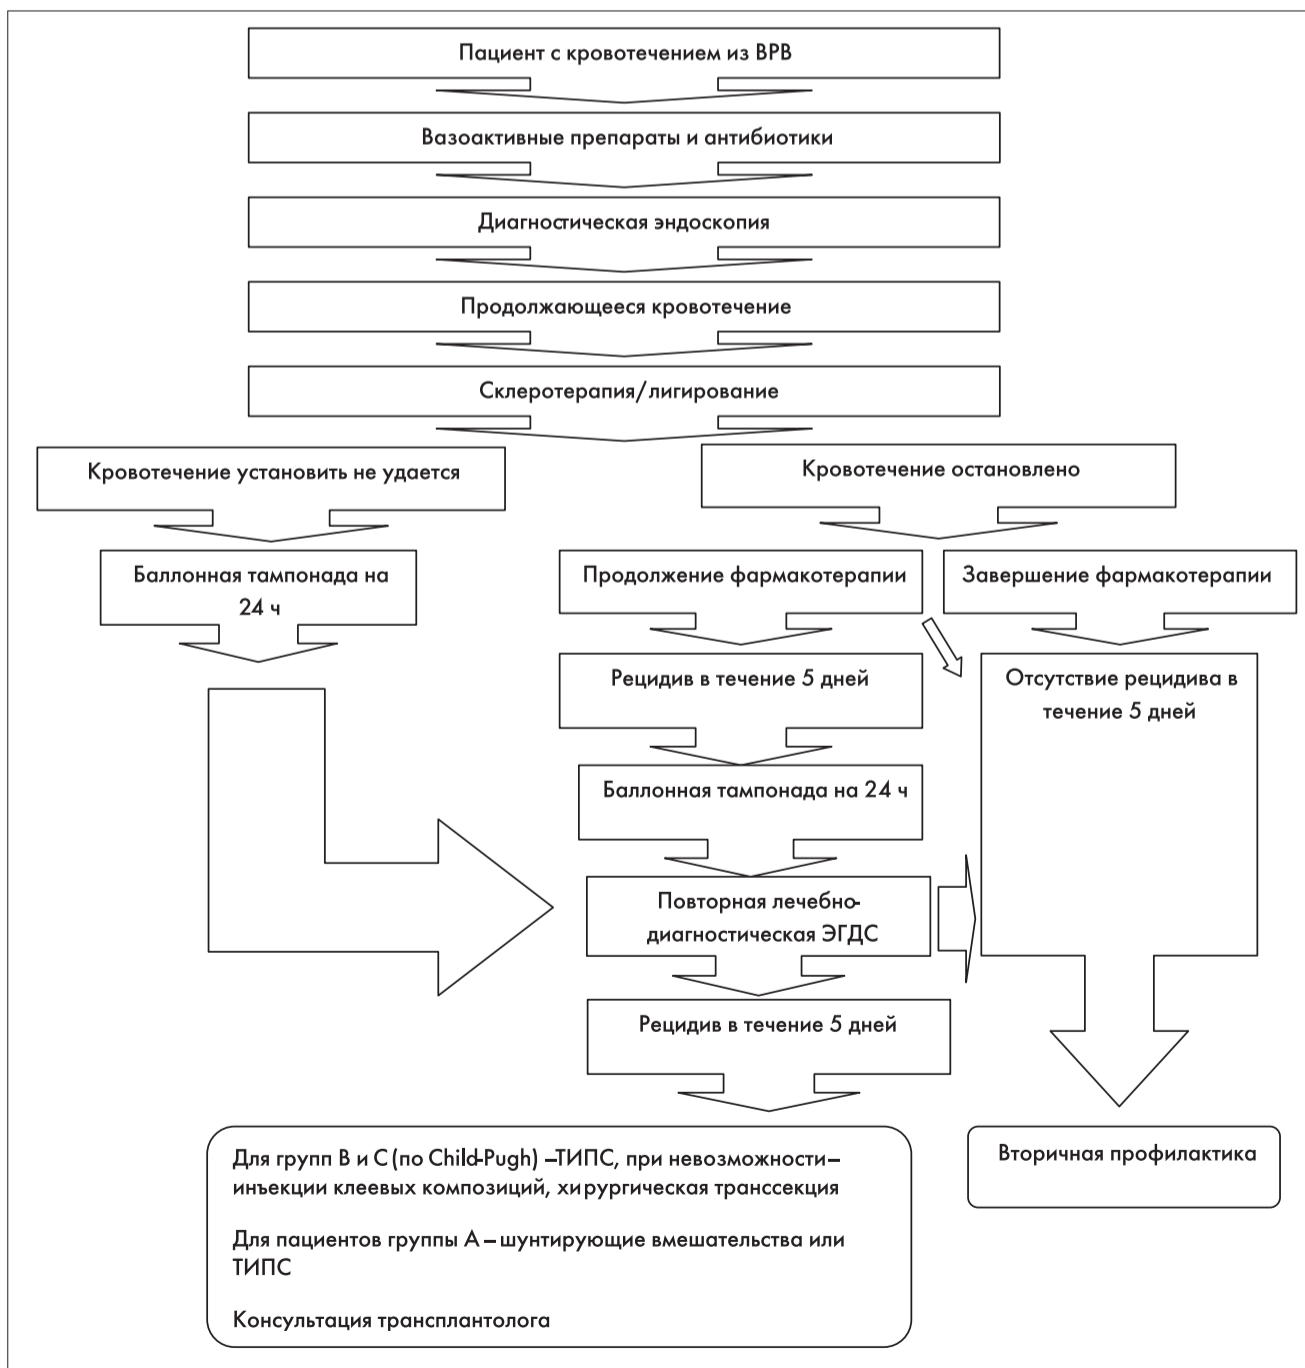 Пациент с кровотечением из ВРВ
Вазоактивные препараты и антибиотики
Диагностическая эндоскопия
Продолжающееся кровотечение
Склеротерапия/лигирование
Кровотечение установить не удается
Кровотечение остановлено
Баллонная тампонада на
24 ч
Продолжение фармакотерапии
Завершение фармакотерапии
Рецидив в течение 5 дней
Отсутствие рецидива в
течение 5 дней
Баллонная тампонада на 24 ч
Повторная лечебно-
диагностическая ЭГДС
Рецидив в течение 5 дней
Для групп В и С (по Child-Pugh) –ТИПС, при невозможности–
инъекции клеевых композиций, хирургическая транссекция
Для пациентов группы А – шунтирующие вмешательства или
ТИПС
Консультация трансплантолога
Вторичная профилактика